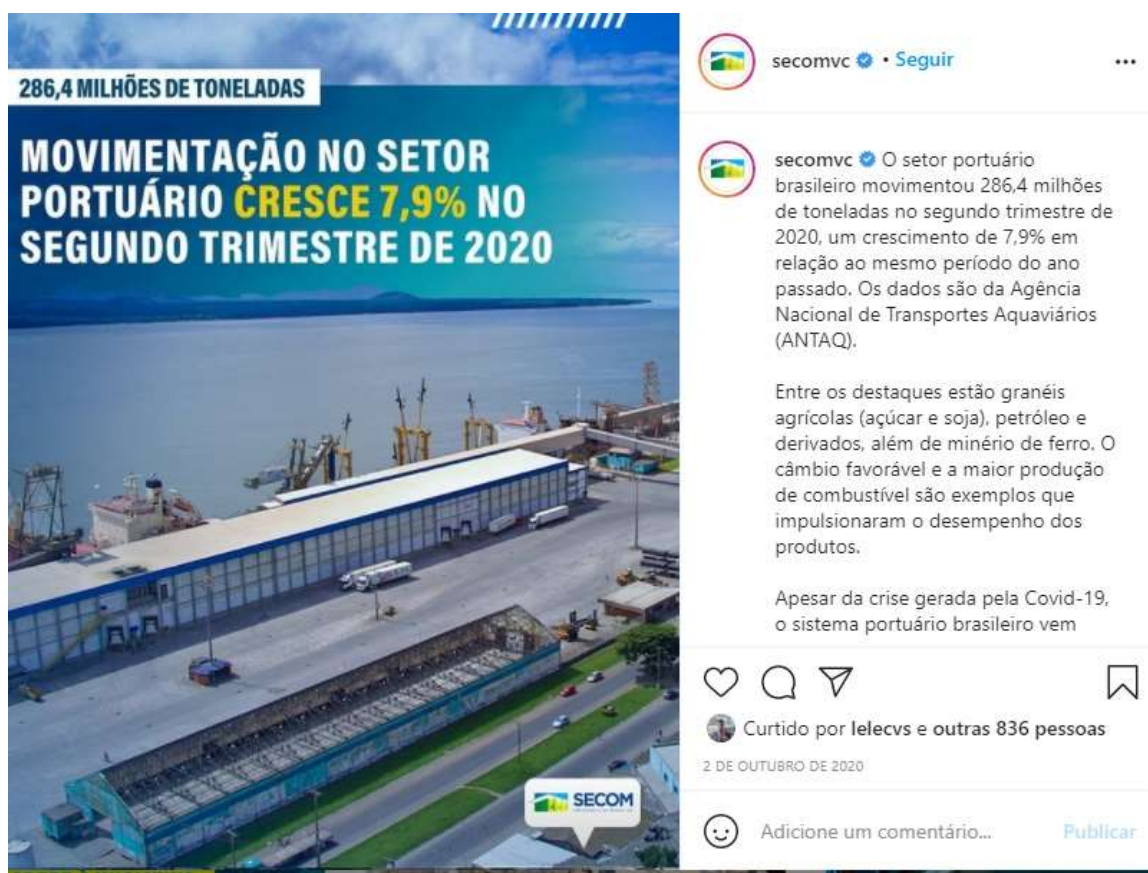 286,4 MILHÕES DE TONELADAS
MOVIMENTAÇÃO NO SETOR
PORTUÁRIO CRESCE 7,9% NO
SEGUNDO TRIMESTRE DE 2020
SECOM
secomvc • Seguir
secomvc O setor portuário
brasileiro movimentou 286,4 milhões
de toneladas no segundo trimestre de
2020, um crescimento de 7,9% em
relação ao mesmo período do ano
passado. Os dados são da Agência
Nacional de Transportes Aquaviários
(ANTAQ).
Entre os destaques estão granéis
agrícolas (açúcar e soja), petróleo e
derivados, além de minério de ferro. O
câmbio favorável e a maior produção
de combustível são exemplos que
impulsionaram o desempenho dos
produtos.
Apesar da crise gerada pela Covid-19,
o sistema portuário brasileiro vem
Curtido por lelecvs e outras 836 pessoas
2 DE OUTUBRO DE 2020
Adicione um comentário...
Publicar